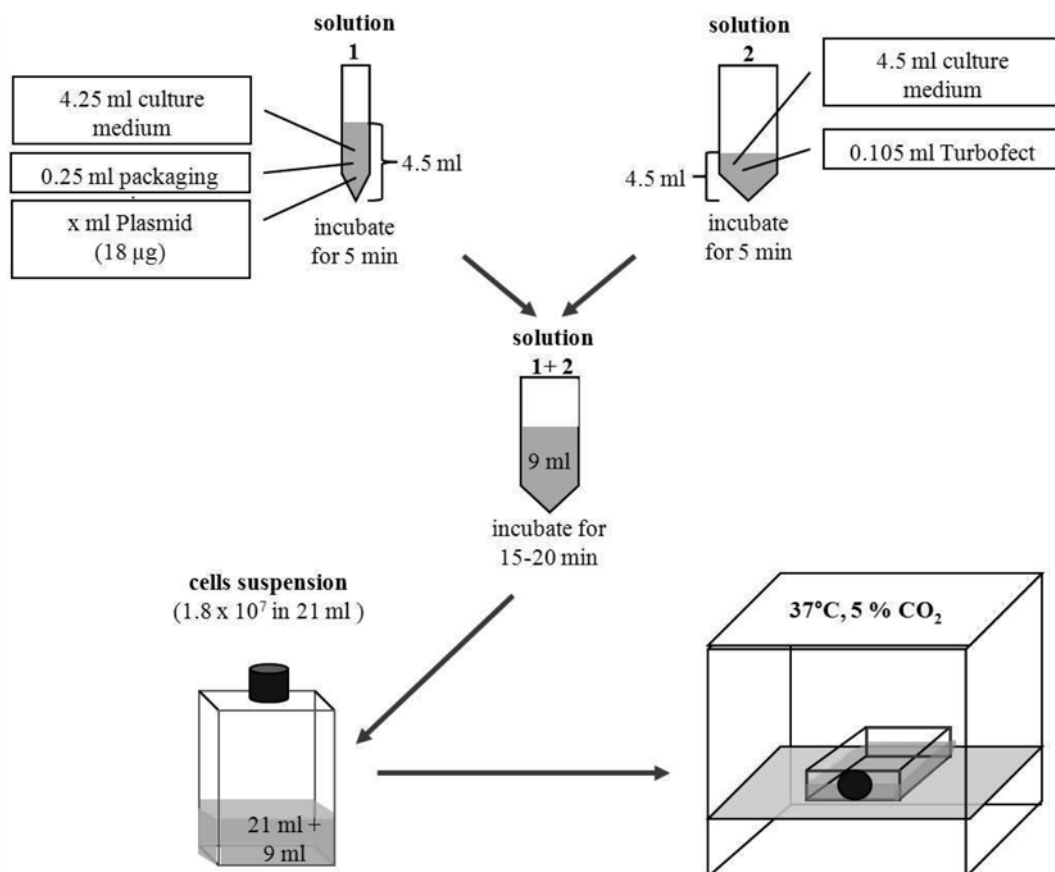 solution
1
4.25 ml culture
medium
0.25 ml packaging
x ml Plasmid
(18 µg)
4.5 ml
incubate
for 5 min
solution
2
4.5 culture
medium
0.105 ml Turbofect
4.5 ml
incubate
for 5 min
solution
1+ 2
9 ml
incubate for
15-20 min
cells suspension
(1.8 x 10⁷ in 21 ml )
21 ml +
9 ml
37°C, 5 % CO₂